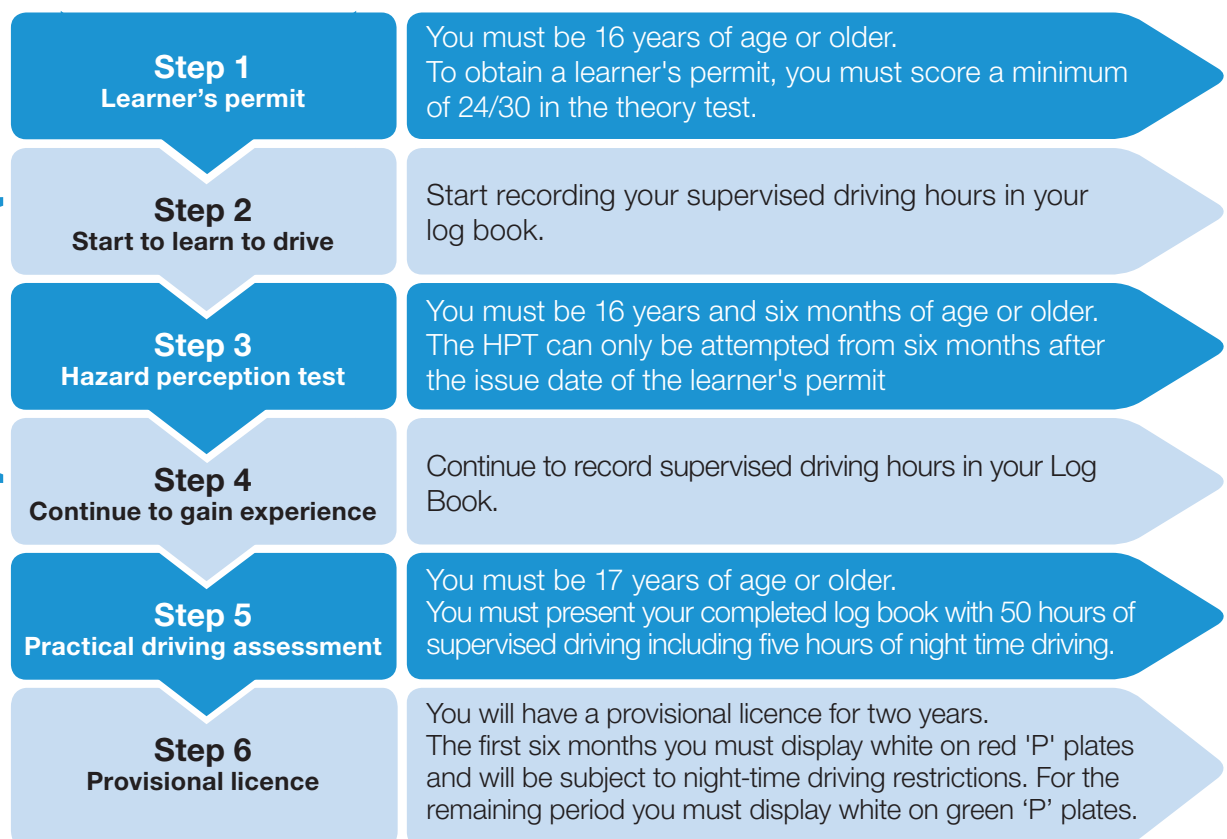 Step 1
Learner’s permit
You must be 16 years of age or older.
To obtain a learner's permit, you must score a minimum
of 24/30 in the theory test.
Step 2
Start to learn to drive
Start recording your supervised driving hours in your
log book.
Step 3
Hazard perception test
You must be 16 years and six months of age or older.
The HPT can only be attempted from six months after
the issue date of the learner's permit
Step 4
Continue to gain experience
Continue to record supervised driving hours in your Log
Book.
Step 5
Practical driving assessment
You must be 17 years of age or older.
You must present your completed log book with 50 hours of
supervised driving including five hours of night time driving.
Step 6
Provisional licence
You will have a provisional licence for two years.
The first six months you must display white on red 'P' plates
and will be subject to night-time driving restrictions. For the
remaining period you must display white on green ‘P’ plates.